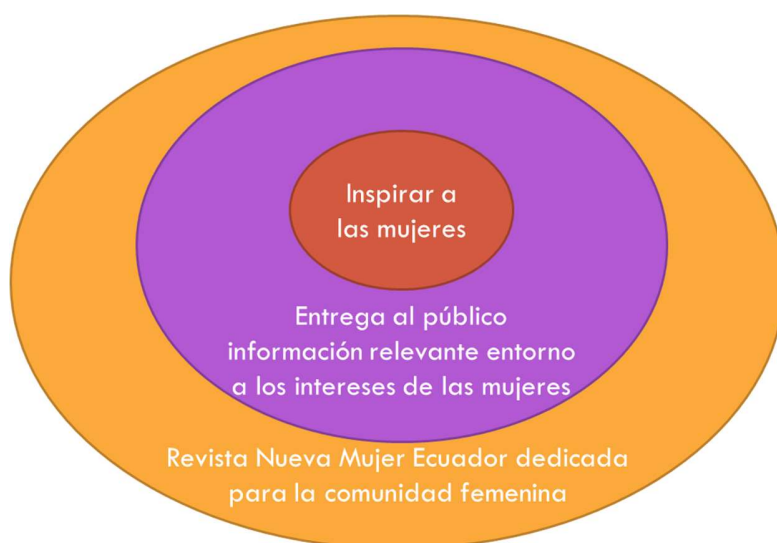 Inspirar a
las mujeres
Entrega al público
información relevante entorno
a los intereses de las mujeres
Revista Nueva Mujer Ecuador dedicada
para la comunidad femenina